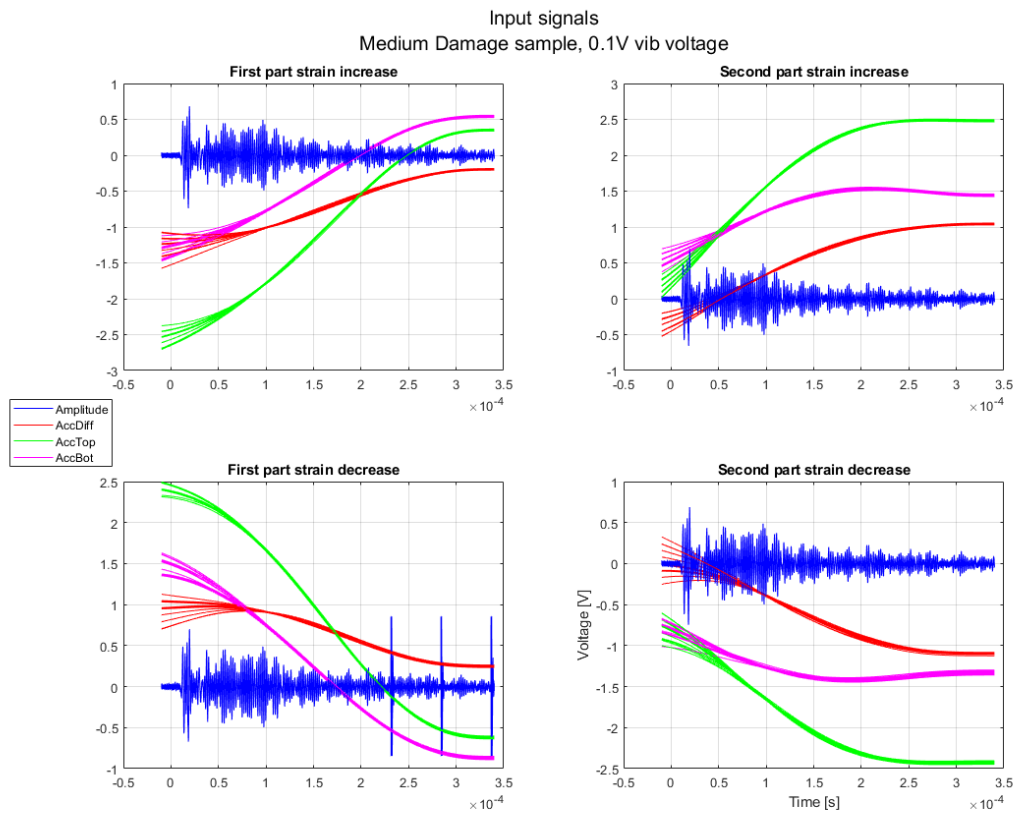 Input signals
Medium Damage sample, 0.1V vib voltage
First part strain increase
1
0.5
0
-0.5
-1
-1.5
-2
-2.5
-3
-0.5 0 0.5 1 1.5 2 2.5 3 3.5
×10^-4
Second part strain increase
3
2.5
2
1.5
1
0.5
0
-0.5
-1
-0.5 0 0.5 1 1.5 2 2.5 3 3.5
×10^-4
Amplitude
AccDiff
AccTop
AccBot
First part strain decrease
2.5
2
1.5
1
0.5
0
-0.5
-1
-0.5 0 0.5 1 1.5 2 2.5 3 3.5
×10^-4
Second part strain decrease
Voltage [V]
1
0.5
0
-0.5
-1
-1.5
-2
-2.5
-0.5 0 0.5 1 1.5 2 2.5 3 3.5
Time [s]
×10^-4